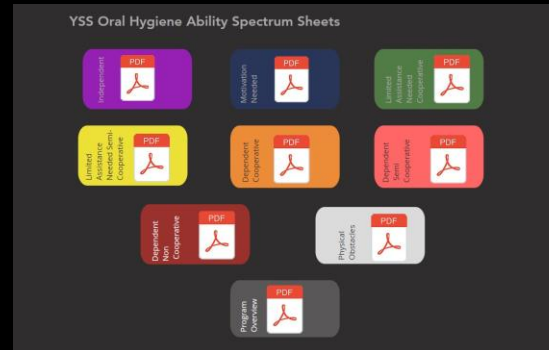 YSS Oral Hygiene Ability Spectrum Sheets
Independent
PDF
Motivation
Needed
PDF
Limited
Assistance
Needed
Cooperative
PDF
Limited
Assistance
Needed Semi-
Cooperative
PDF
Dependent
Cooperative
PDF
Dependent
Semi
Cooperative
PDF
Dependent
Non
Cooperative
PDF
Physical
Obstacles
PDF
Program
Overview
PDF